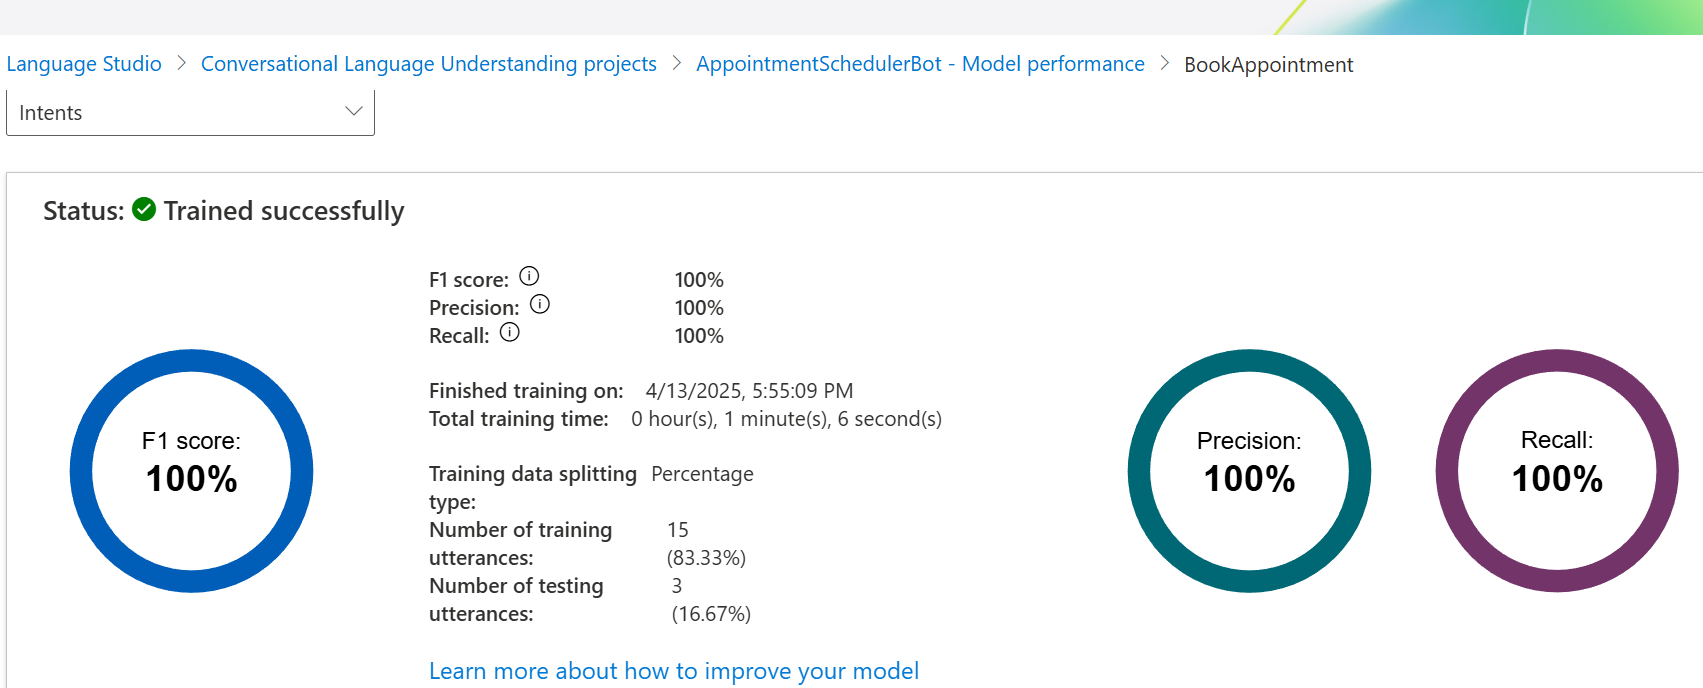 Language Studio > Conversational Language Understanding projects > AppointmentSchedulerBot - Model performance > BookAppointment
Intents
Status: Trained successfully
F1 score: 100%
Precision: 100%
Recall: 100%
Finished training on: 4/13/2025, 5:55:09 PM
Total training time: 0 hour(s), 1 minute(s), 6 second(s)
Training data splitting Percentage
type:
Number of training 15
utterances: (83.33%)
Number of testing 3
utterances: (16.67%)
Learn more about how to improve your model
F1 score:
100%
Precision:
100%
Recall:
100%